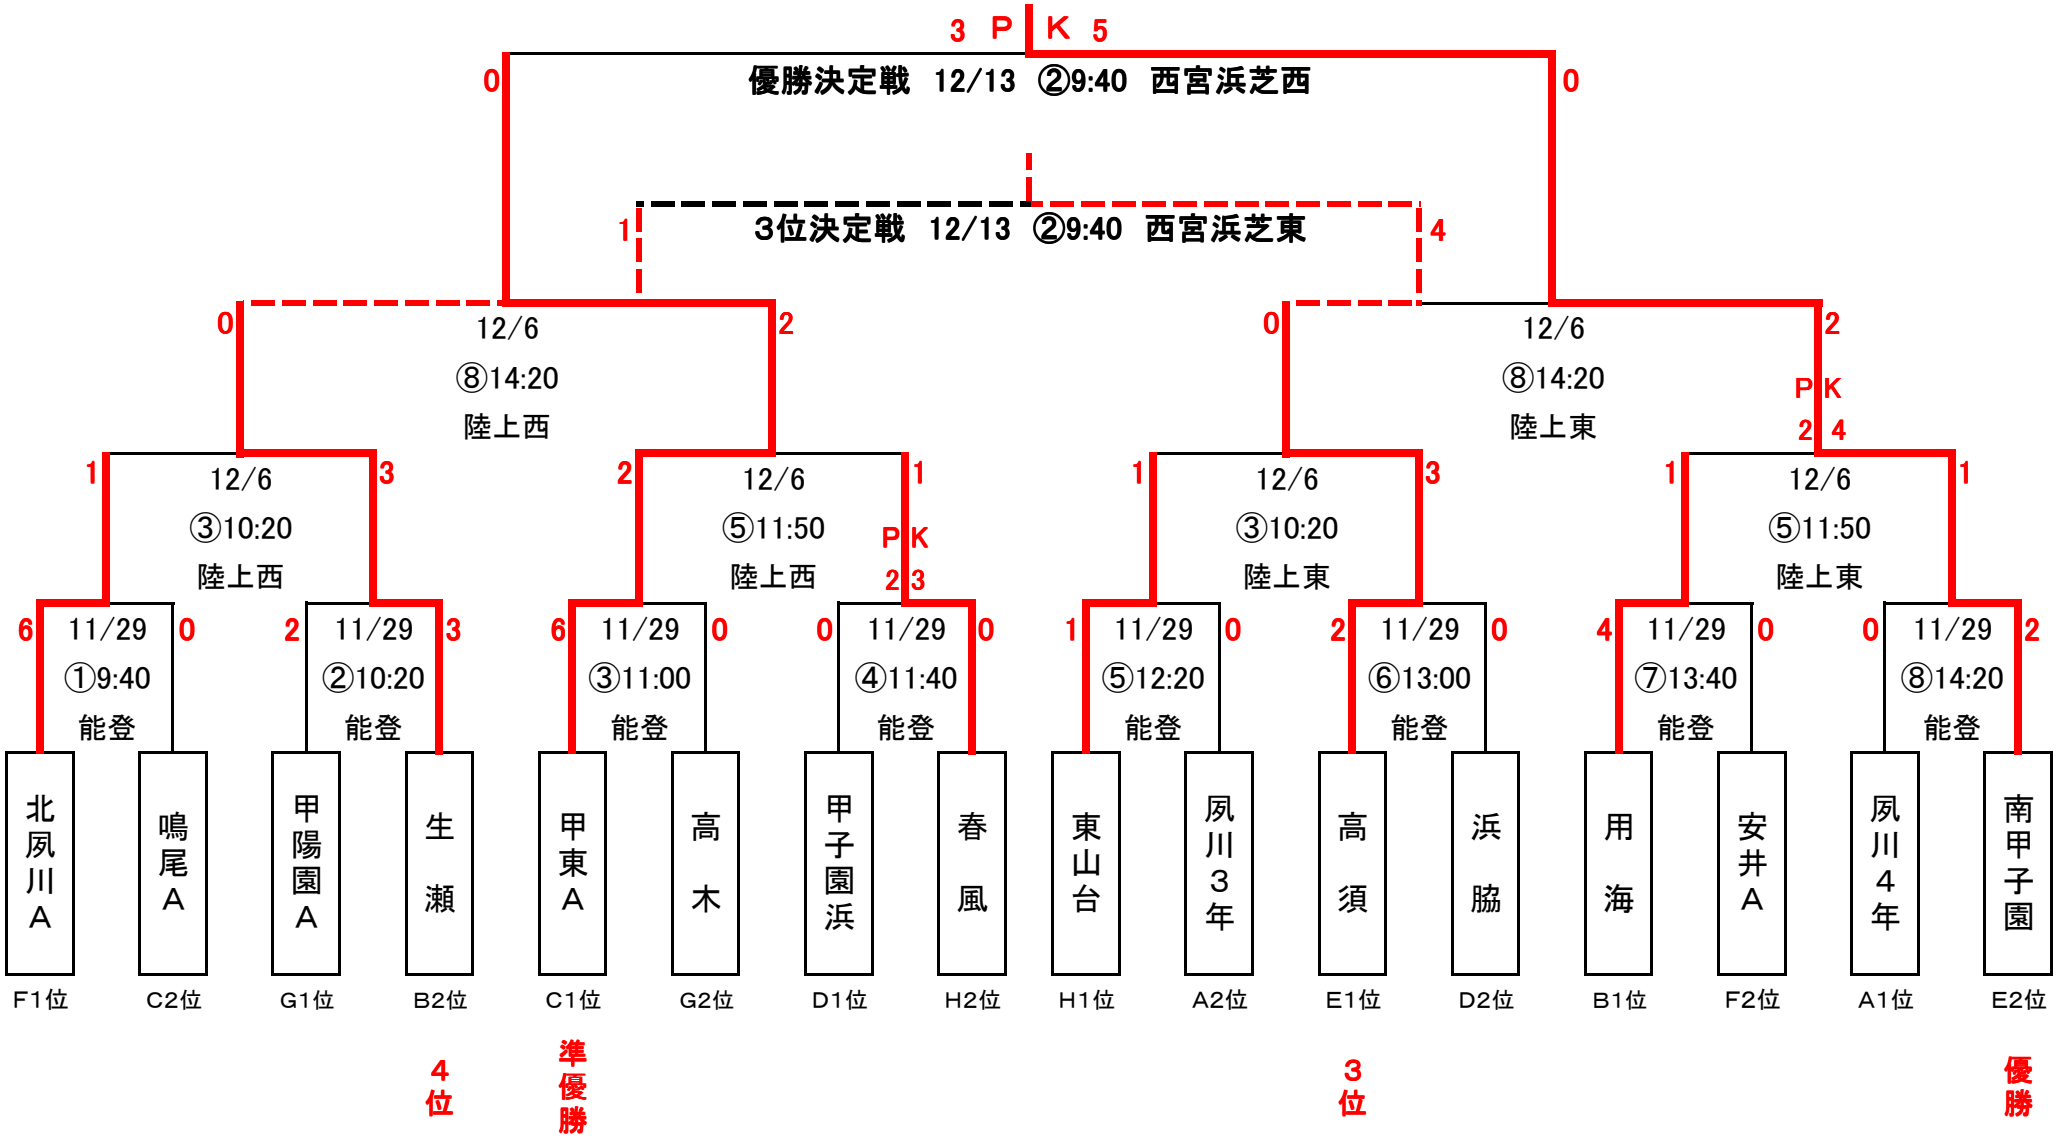 3 P K 5
0 0
優勝決定戦 12/13 ②9:40 西宮浜芝西
1 4
3位決定戦 12/13 ②9:40 西宮浜芝東
0 2 0 2
12/6 12/6
⑧14:20 ⑧14:20
PK
陸上西 陸上東
2 4
1 3 2 1 1 3 1 1
12/6 12/6 12/6 12/6
③10:20 ⑤11:50 ③10:20 ⑤11:50
PK
陸上西 陸上西 陸上東 陸上東
2 3
6 11/29 0 2 11/29 3 6 11/29 0 0 11/29 0 1 11/29 0 2 11/29 0 4 11/29 0 0 11/29 2
①9:40 ②10:20 ③11:00 ④11:40 ⑤12:20 ⑥13:00 ⑦13:40 ⑧14:20
能登 能登 能登 能登 能登 能登 能登 能登
北夙川A
鳴尾A
甲陽園A
生瀬
甲東A
高木
甲子園浜
春風
東山台
夙川3年
高須
浜脇
用海
安井A
夙川4年
南甲子園
F1位 C2位 G1位 B2位 C1位 G2位 D1位 H2位 H1位 A2位 E1位 D2位 B1位 F2位 A1位 E2位
4位
準優勝
3位
優勝